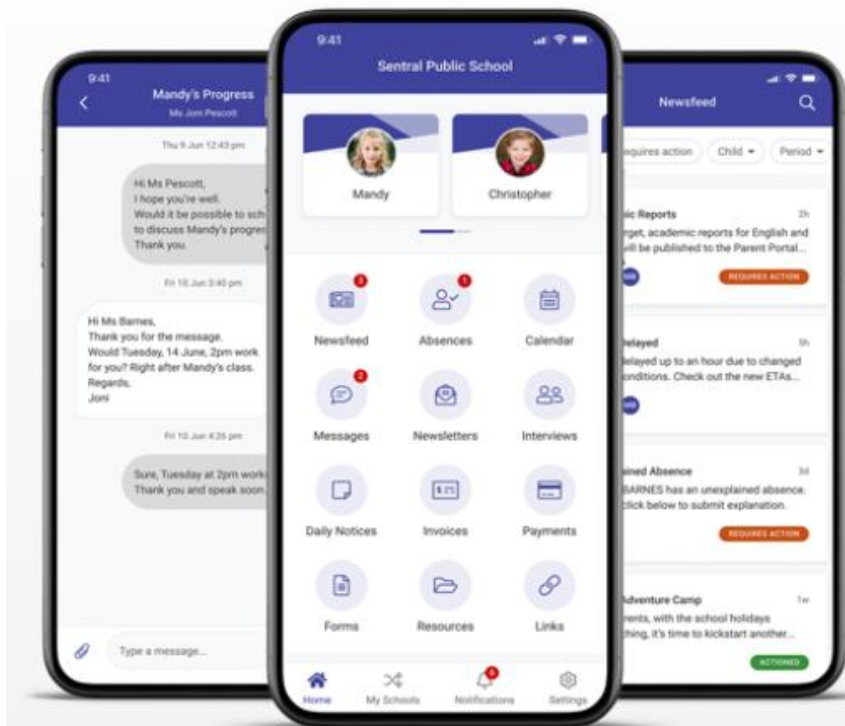 9:41
Mandy's Progress
Ms Joni Pescott
Thu 9 Jun 12:43 pm
Hi Ms Pescott,
I hope you're well.
Would it be possible to sch
to discuss Mandy's progres
Thank you.
Fri 10 Jun 3:40 pm
Hi Ms Barnes,
Thank you for the message.
Would Tuesday, 14 June, 2pm work
for you? Right after Mandy's class.
Regards,
Joni
Fri 10 Jun 4:26 pm
Sure, Tuesday at 2pm works
Thank you and speak soon.
Type a message...
9:41
Sentral Public School
Mandy
Christopher
3
1
Newsfeed
Absences
Calendar
2
Messages
Newsletters
Interviews
Daily Notices
Invoices
Payments
Forms
Resources
Links
6
Home
My Schools
Notifications
Settings
Newsfeed
equires action
Child
Period
ic Reports
2h
rget, academic reports for English and
ill be published to the Parent Portal...
REQUIRES ACTION
elayed
5h
elayed up to an hour due to changed
onditions. Check out the new ETAs...
ined Absence
3d
BARNES has an unexplained absence.
click below to submit explanation.
REQUIRES ACTION
dventure Camp
1w
rents, with the school holidays
ching, it's time to kickstart another...
ACTIONED